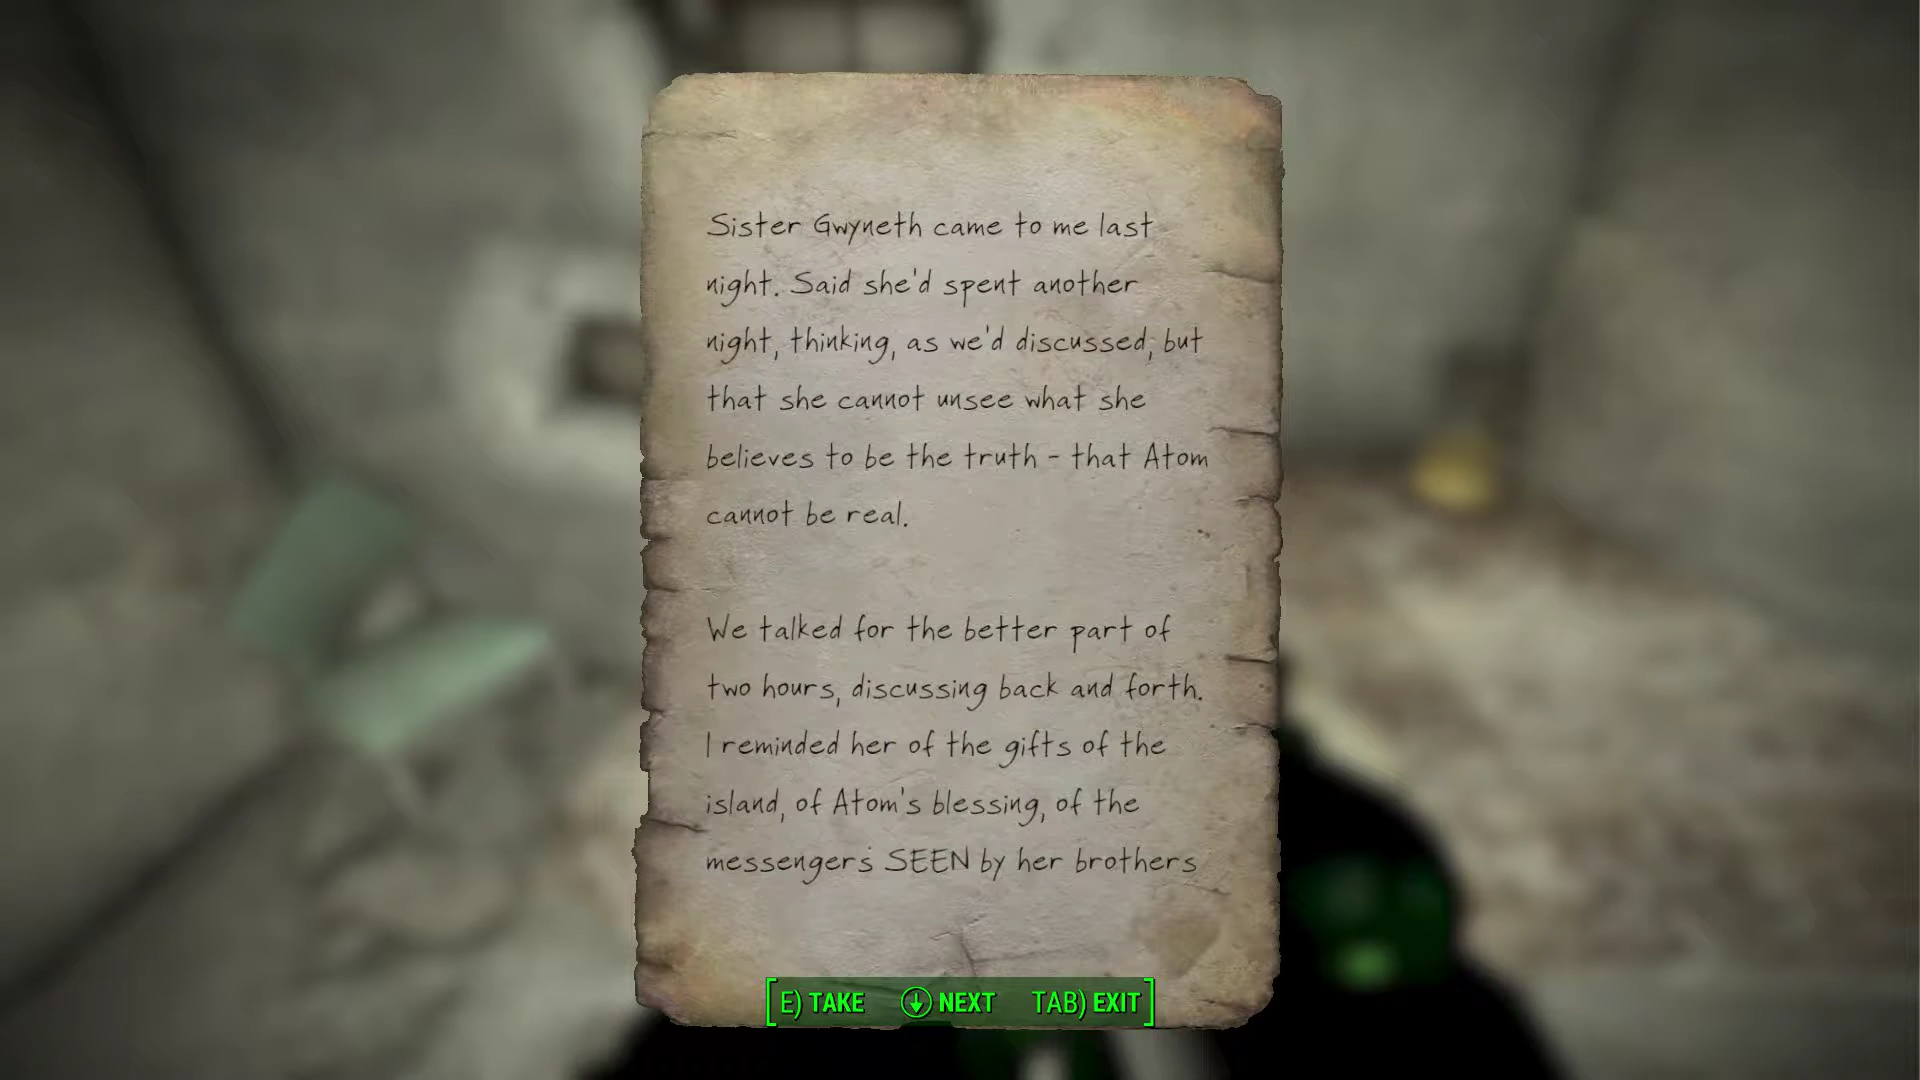 Sister Gwyneth came to me last
night. Said she'd spent another
night, thinking, as we'd discussed, but
that she cannot unsee what she
believes to be the truth - that Atom
cannot be real.
We talked for the better part of
two hours, discussing back and forth.
I reminded her of the gifts of the
island, of Atom's blessing, of the
messengers SEEN by her brothers
E) TAKE NEXT TAB) EXIT